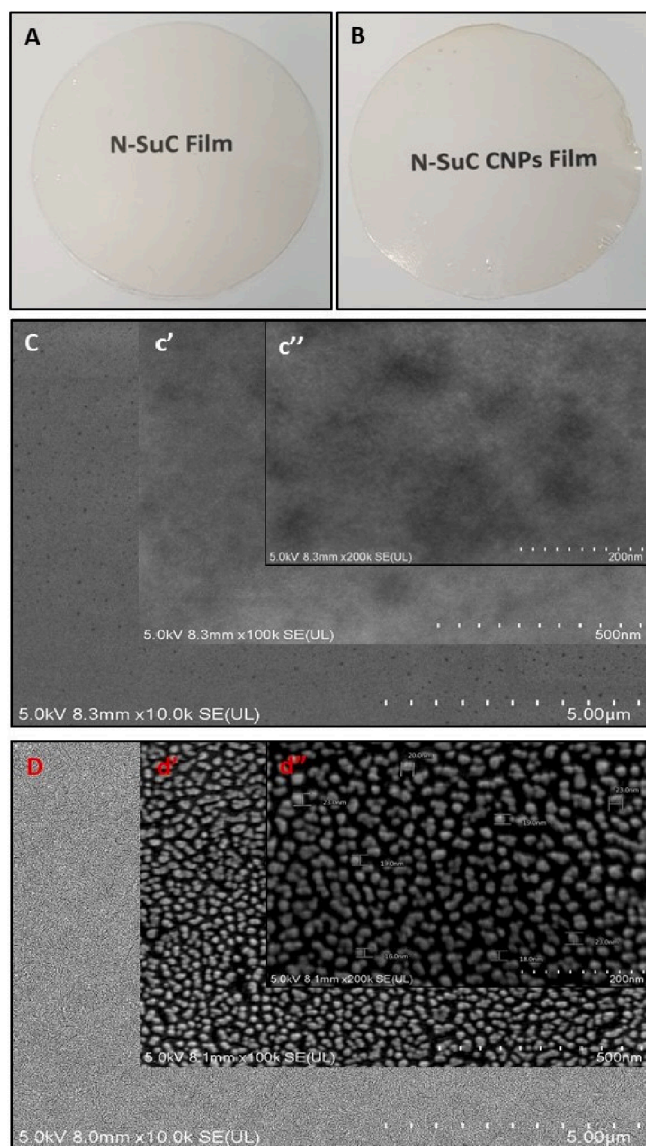 A
N-SuC Film
B
N-SuC CNPs Film
C
c'
c''
5.0kV 8.3mm x200k SE(UL)
200nm
5.0kV 8.3mm x100k SE(UL)
500nm
5.0kV 8.3mm x10.0k SE(UL)
5.00µm
D
d'
d''
20.0nm
23.0nm
23.0nm
19.0nm
19.0nm
18.0nm
5.0kV 8.1mm x200k SE(UL)
200nm
5.0kV 8.1mm x100k SE(UL)
500nm
5.0kV 8.0mm x10.0k SE(UL)
5.00µm